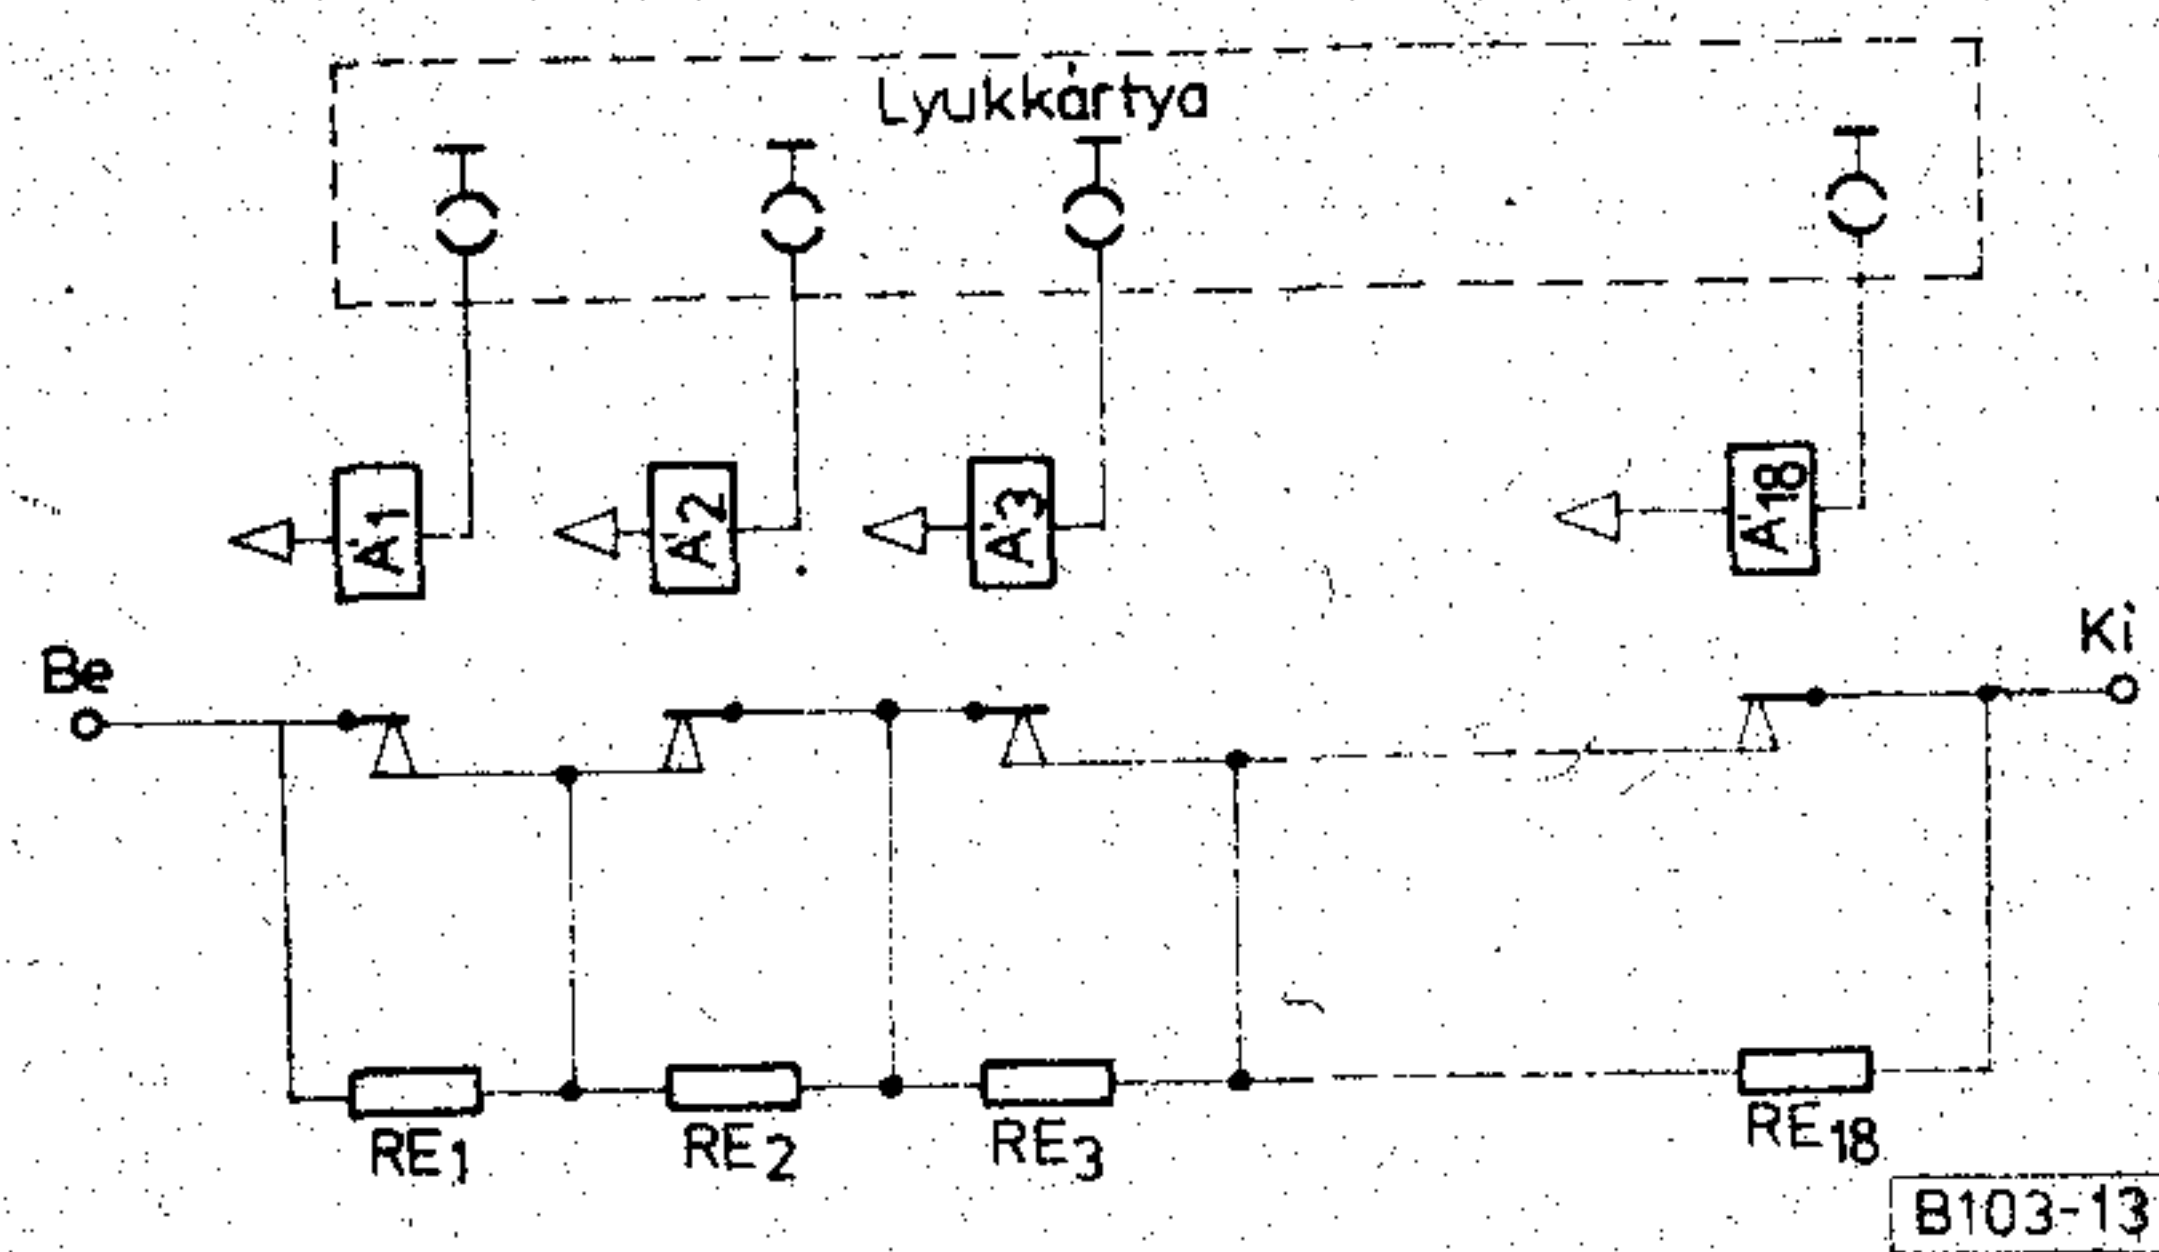 Lyukkártya
Á1
Á2
Á3
Á18
Be
Ki
RE1
RE2
RE3
RE18
B103-13